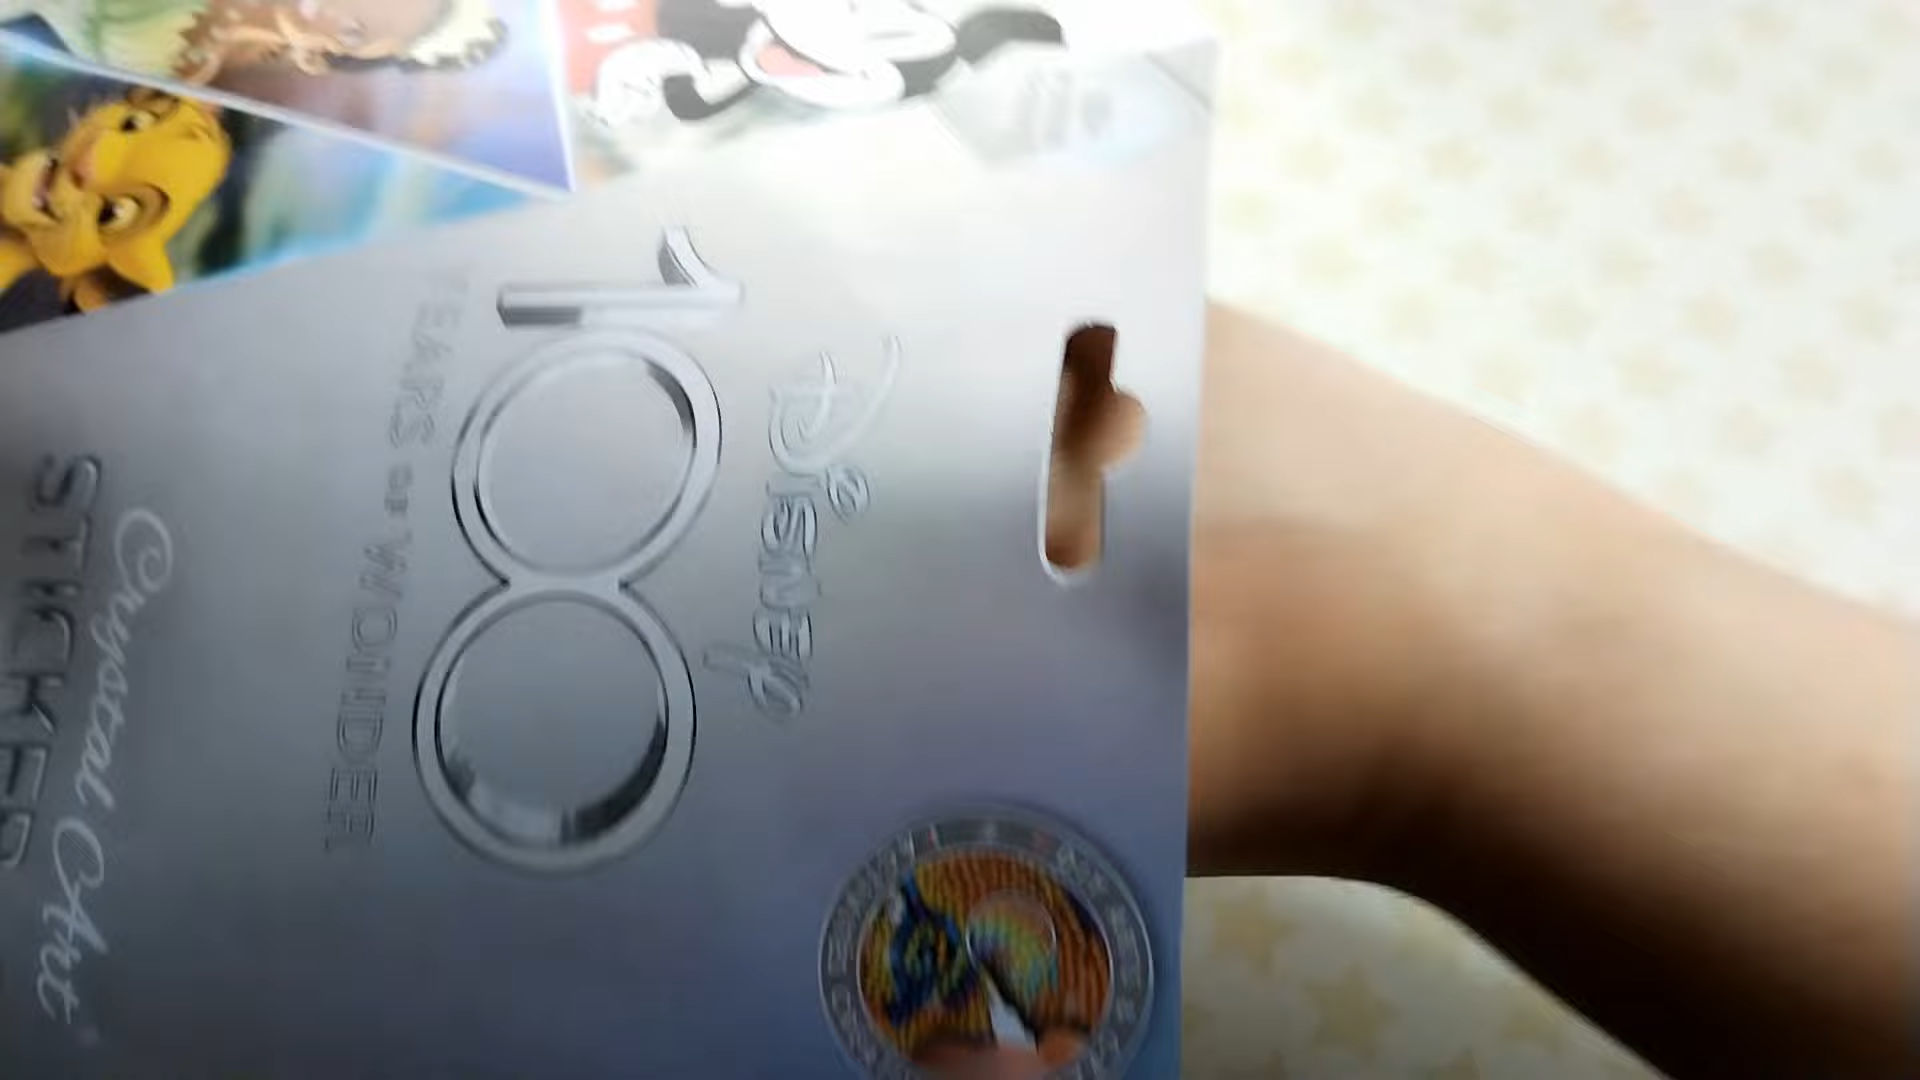 Disney
100
YEARS OF WONDER
Crystal Art
STICKER